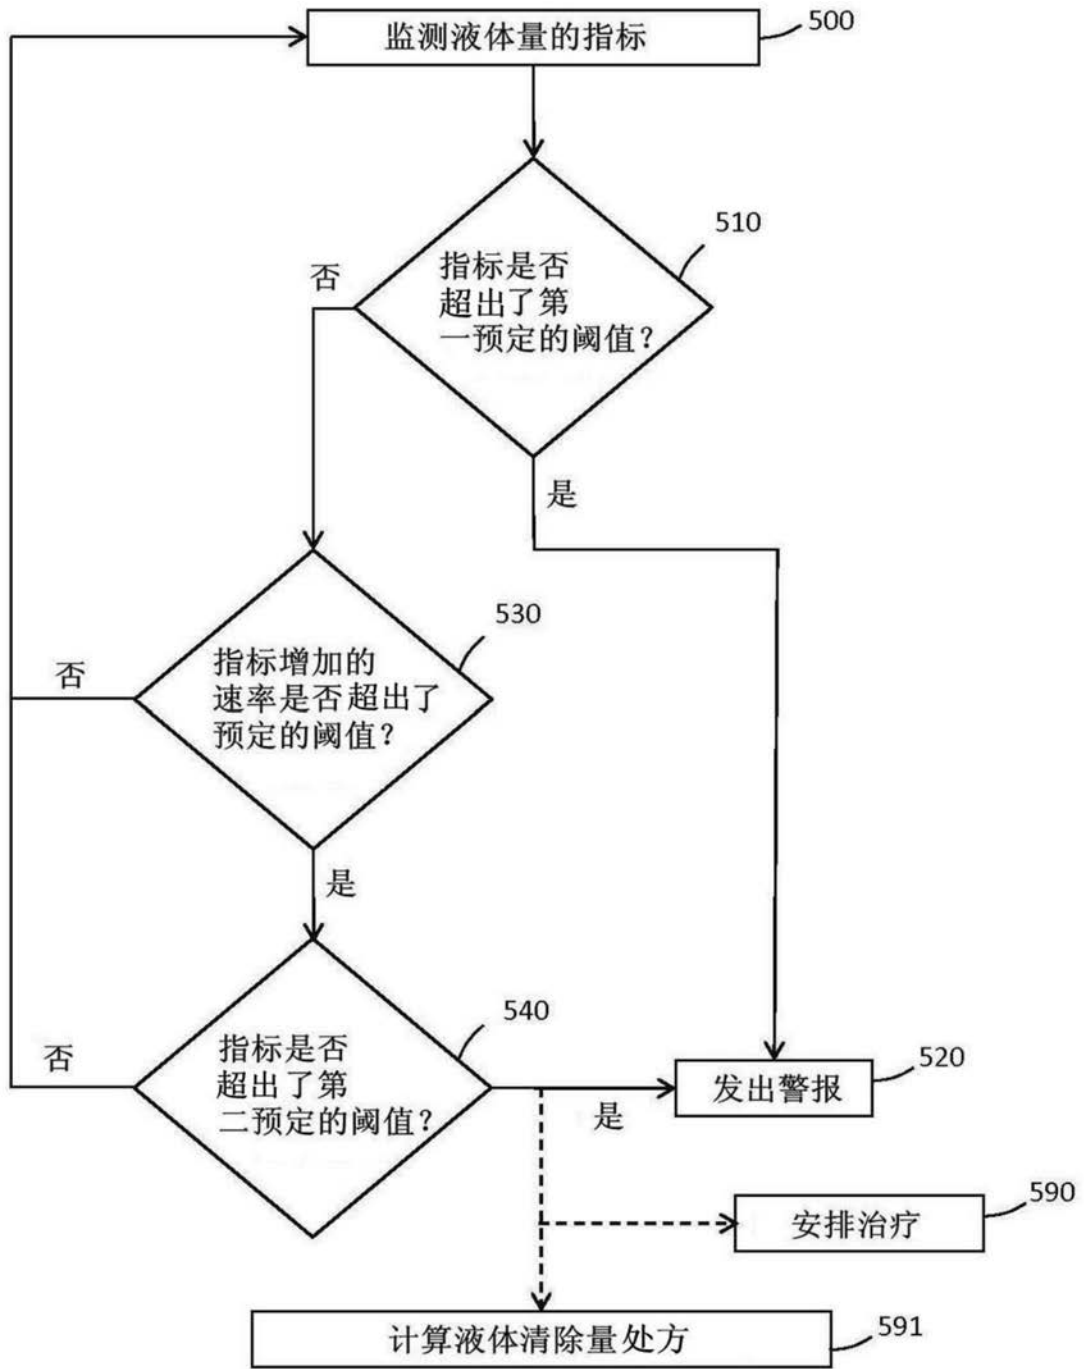 监测液体量的指标
500
510
指标是否
超出了第
一预定的阈值?
否
是
530
指标增加的
速率是否超出了
预定的阈值?
否
是
540
指标是否
超出了第
二预定的阈值?
否
是
520
发出警报
590
安排治疗
591
计算液体清除量处方